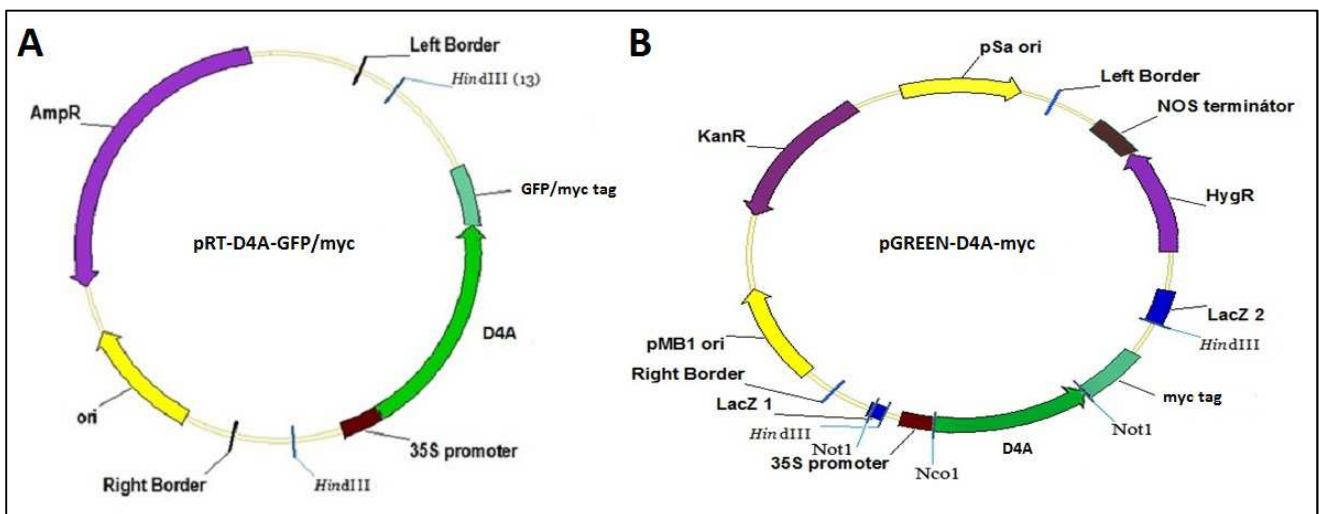 A
Left Border
HindIII (13)
AmpR
GFP/myc tag
pRT-D4A-GFP/myc
D4A
ori
35S promoter
Right Border
HindIII
B
pSa ori
Left Border
NOS terminátor
KanR
HygR
pGREEN-D4A-myc
LacZ 2
HindIII
pMB1 ori
myc tag
Right Border
LacZ 1
HindIII
Not1
Not1
35S promoter
D4A
Nco1